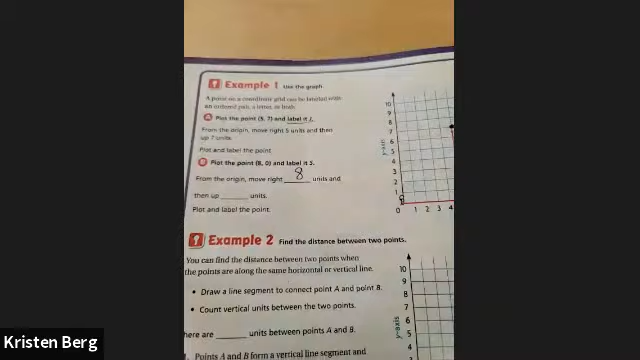 Example 1 Use the graph.
A point on a coordinate grid can be labeled with
an ordered pair, a letter, or both.
A Plot the point (5, 7) and label it J.
From the origin, move right 5 units and then
up 7 units.
Plot and label the point.
B Plot the point (8, 0) and label it S.
From the origin, move right 8 units and
then up ______ units.
Plot and label the point.
10
9
8
7
6
5
4
3
2
1
0 1 2 3 4
y-axis
Example 2 Find the distance between two points.
You can find the distance between two points when
the points are along the same horizontal or vertical line.
• Draw a line segment to connect point A and point B.
• Count vertical units between the two points.
here are ______ units between points A and B.
Points A and B form a vertical line segment and
10
9
8
7
6
5
4
y-axis
Kristen Berg